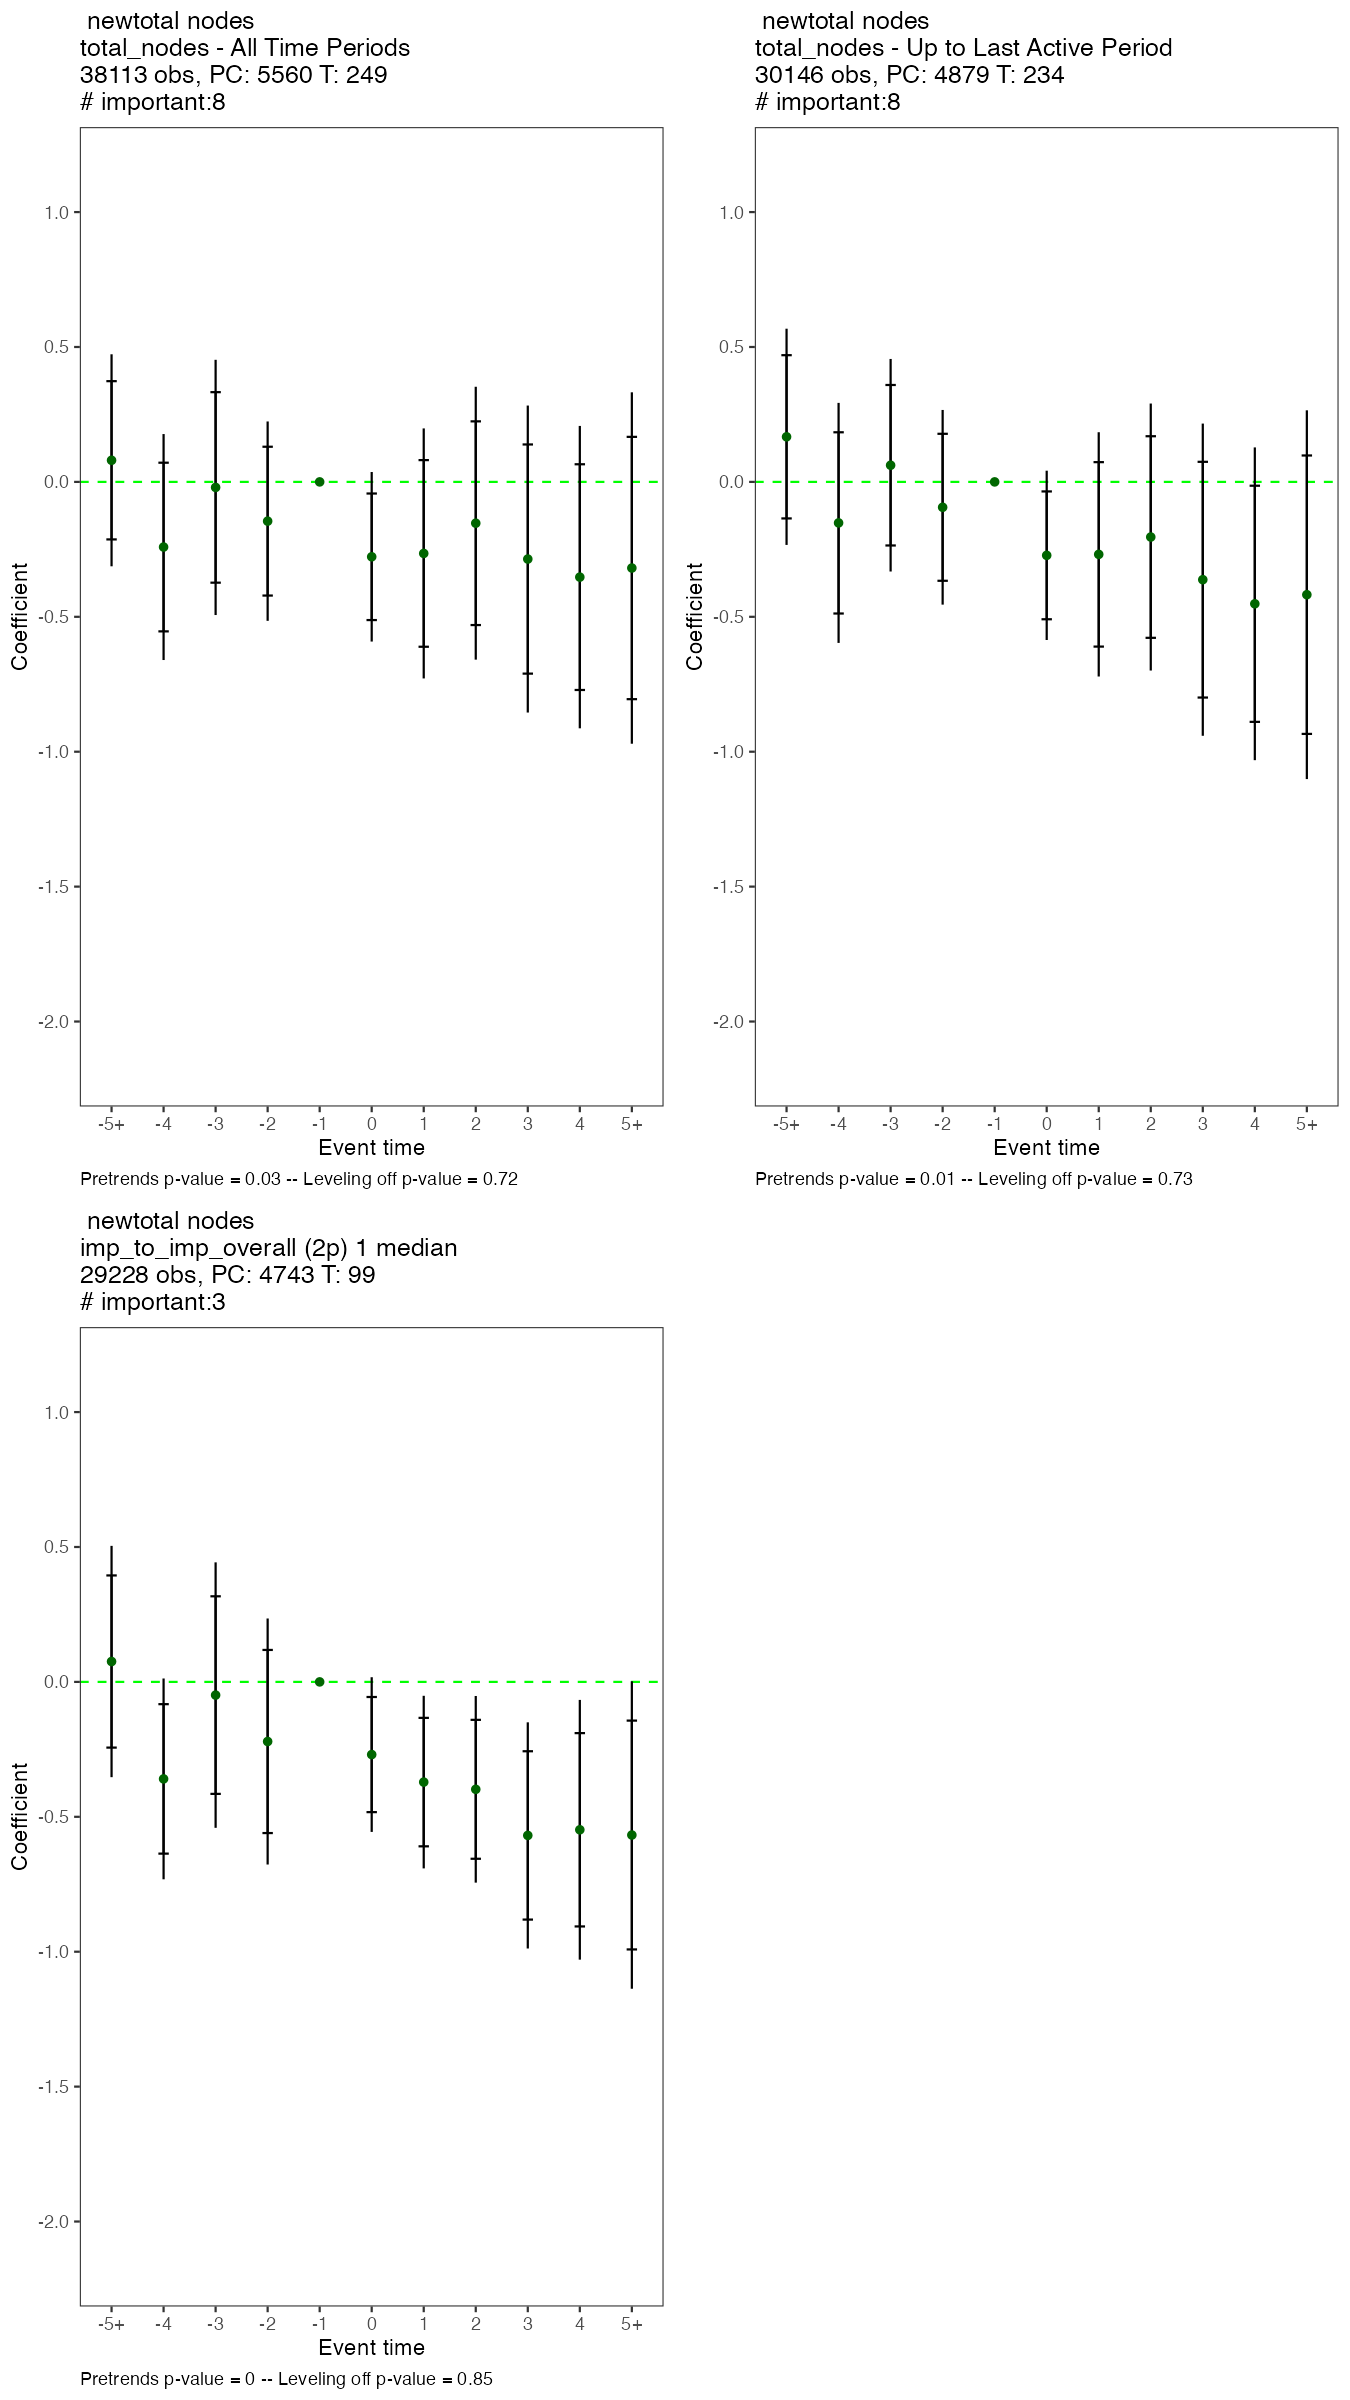 newtotal nodes
total_nodes - All Time Periods
38113 obs, PC: 5560 T: 249
# important:8
1.0
0.5
0.0
-0.5
-1.0
-1.5
-2.0
Coefficient
-5+ -4 -3 -2 -1 0 1 2 3 4 5+
Event time
Pretrends p-value = 0.03 -- Leveling off p-value = 0.72
newtotal nodes
total_nodes - Up to Last Active Period
30146 obs, PC: 4879 T: 234
# important:8
1.0
0.5
0.0
-0.5
-1.0
-1.5
-2.0
Coefficient
-5+ -4 -3 -2 -1 0 1 2 3 4 5+
Event time
Pretrends p-value = 0.01 -- Leveling off p-value = 0.73
newtotal nodes
imp_to_imp_overall (2p) 1 median
29228 obs, PC: 4743 T: 99
# important:3
1.0
0.5
0.0
-0.5
-1.0
-1.5
-2.0
Coefficient
-5+ -4 -3 -2 -1 0 1 2 3 4 5+
Event time
Pretrends p-value = 0 -- Leveling off p-value = 0.85